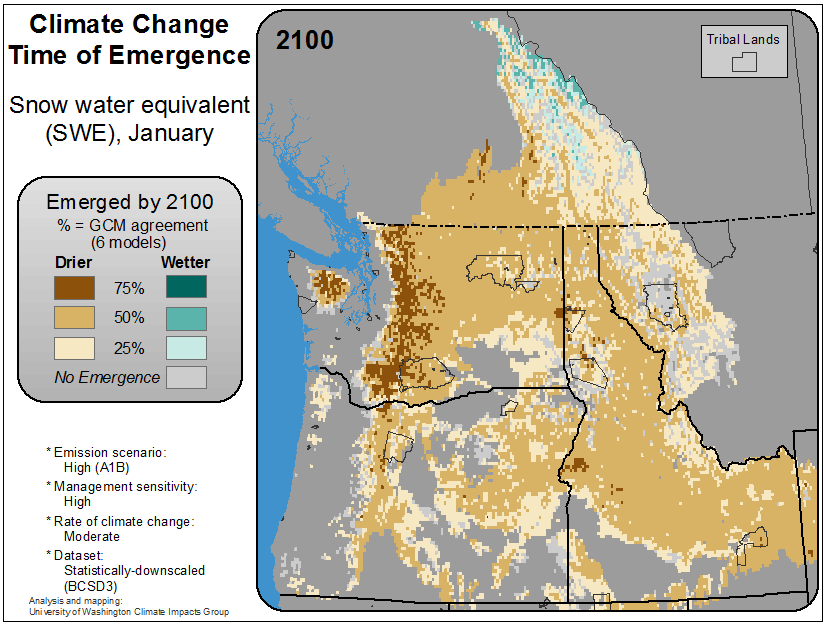 Climate Change
Time of Emergence
Snow water equivalent
(SWE), January
Emerged by 2100
% = GCM agreement
(6 models)
Drier Wetter
75%
50%
25%
No Emergence
* Emission scenario:
High (A1B)
* Management sensitivity:
High
* Rate of climate change:
Moderate
* Dataset:
Statistically-downscaled
(BCSD3)
Analysis and mapping:
University of Washington Climate Impacts Group
2100
Tribal Lands